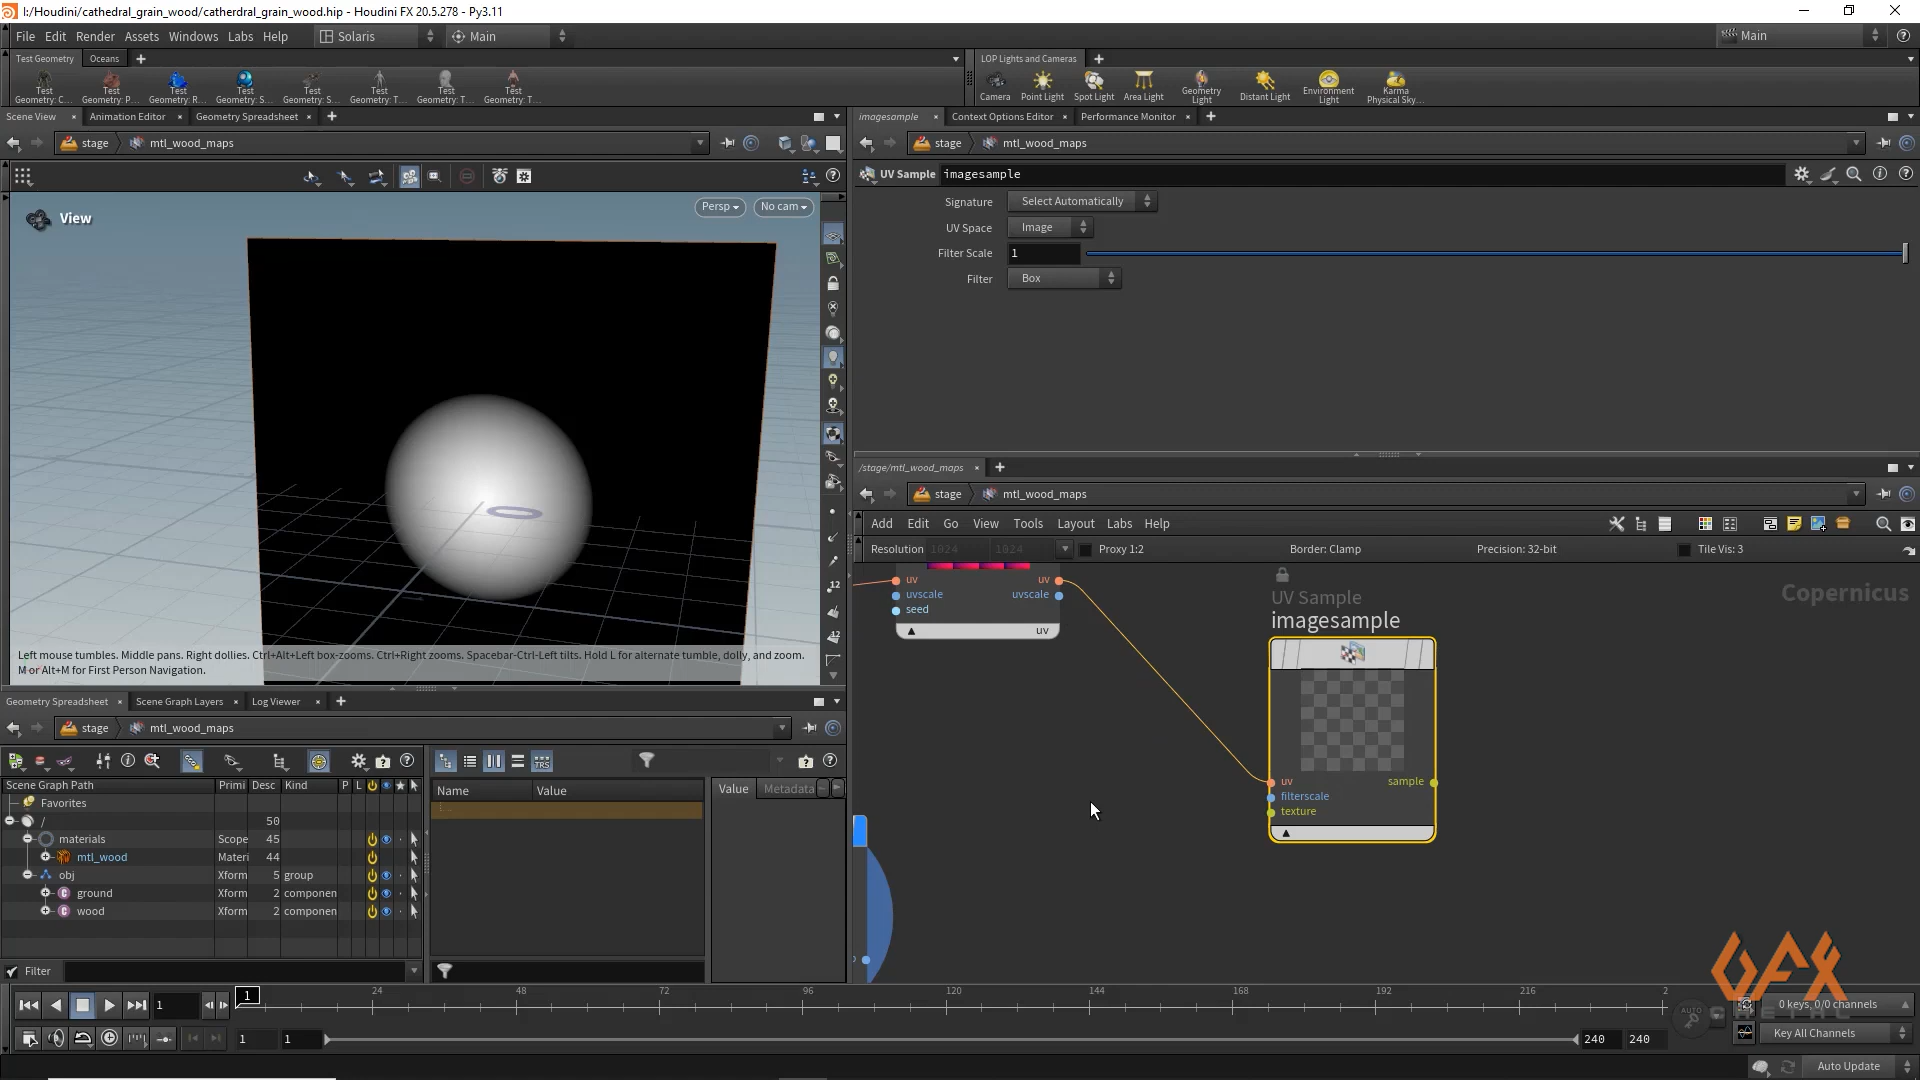 I:/Houdini/cathedral_grain_wood/catherdral_grain_wood.hip - Houdini FX 20.5.278 - Py3.11
File Edit Render Assets Windows Labs Help Solaris Main Main
Test Geometry Oceans LOP Lights and Cameras
Test Geometry: C... Test Geometry: P... Test Geometry: R... Test Geometry: S... Test Geometry: S... Test Geometry: T... Test Geometry: T... Test Geometry: T...
Camera Point Light Spot Light Area Light Geometry Light Distant Light Environment Light Karma Physical Sky...
Scene View Animation Editor Geometry Spreadsheet
imagesample Context Options Editor Performance Monitor
stage mtl_wood_maps
stage mtl_wood_maps
UV Sample imagesample
Signature Select Automatically
UV Space Image
Filter Scale 1
Filter Box
View Persp No cam
Left mouse tumbles. Middle pans. Right dollies. Ctrl+Alt+Left box-zooms. Ctrl+Right zooms. Spacebar-Ctrl-Left tilts. Hold L for alternate tumble, dolly, and zoom.
M or Alt+M for First Person Navigation.
12
12
/stage/mtl_wood_maps
stage mtl_wood_maps
Add Edit Go View Tools Layout Labs Help
Resolution 1024 1024 Proxy 1:2 Border: Clamp Precision: 32-bit Tile Vis: 3
Copernicus
uv uv
uvscale uvscale
seed
uv
UV Sample
imagesample
uv sample
filterscale
texture
Geometry Spreadsheet Scene Graph Layers Log Viewer
stage mtl_wood_maps
TRS
Scene Graph Path Primi Desc Kind P L
Favorites
/ 50
materials Scope 45
mtl_wood Materi 44
obj Xform 5 group
ground Xform 2 componen
wood Xform 2 componen
Filter
Name Value
Value Metadata
1 1 24 48 72 96 120 144 168 192 216 2
1 1 240 240
AUTO
0 keys, 0/0 channels
Key All Channels
Auto Update